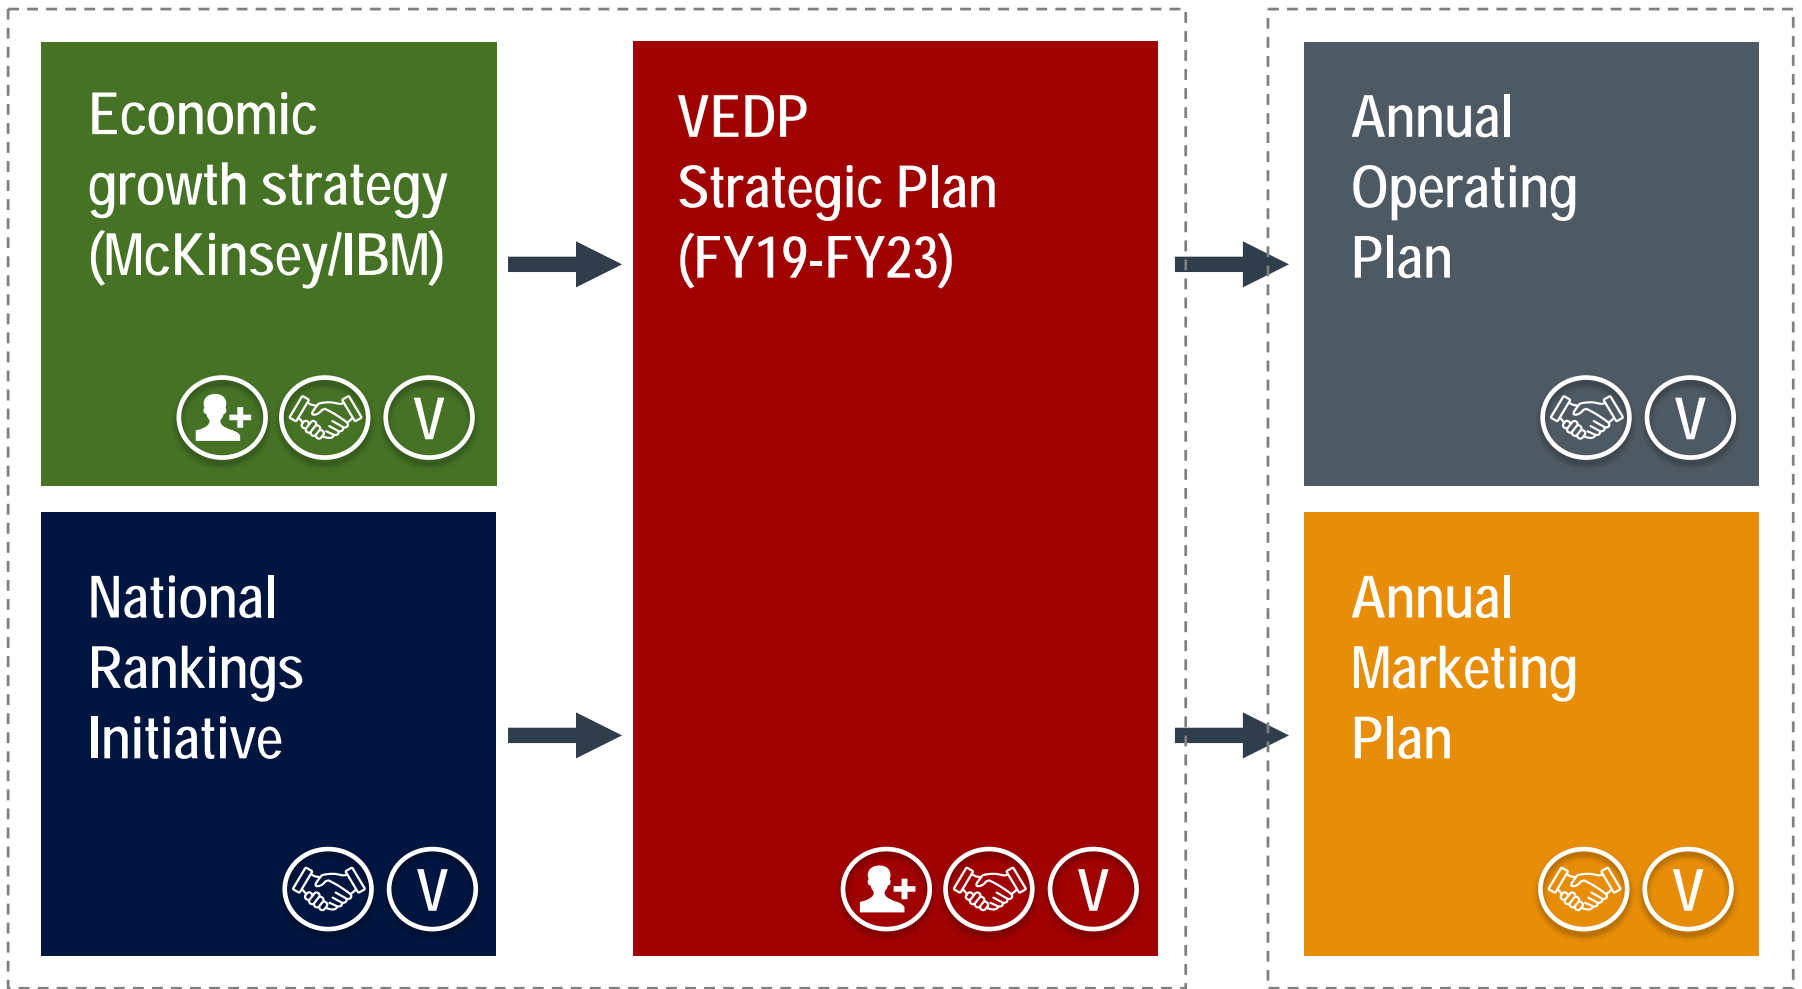 Economic
growth strategy
(McKinsey/IBM)
V
National
Rankings
Initiative
V
VEDP
Strategic Plan
(FY19-FY23)
V
Annual
Operating
Plan
V
Annual
Marketing
Plan
V